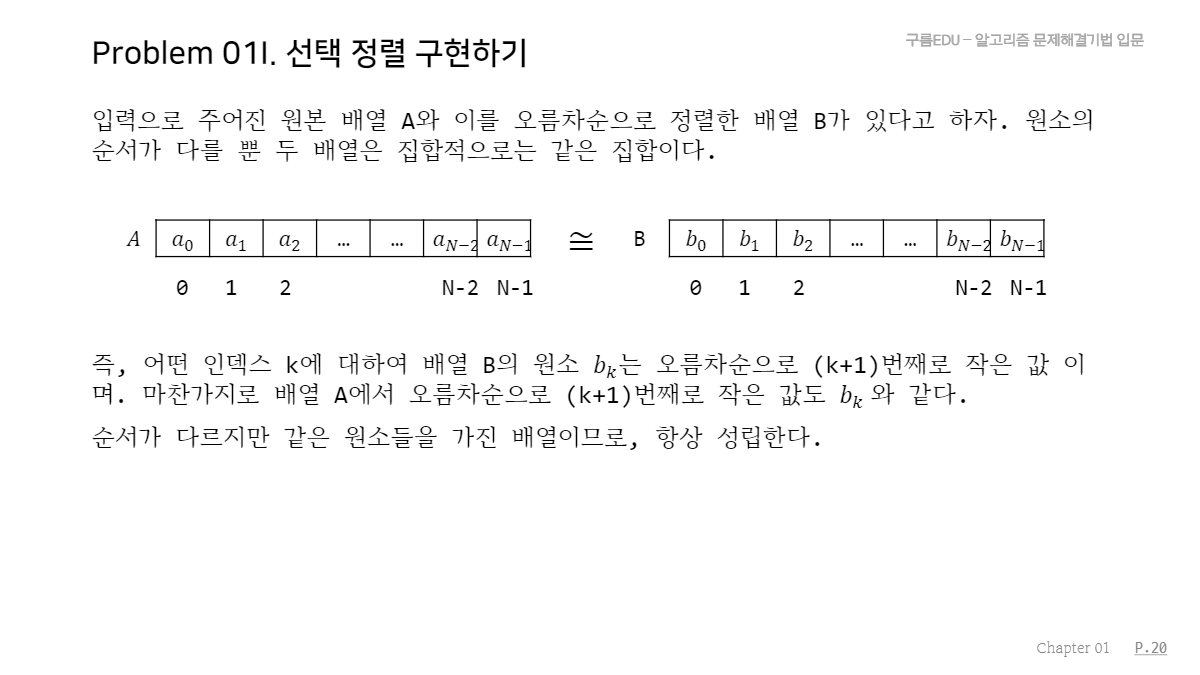 Problem 01I. 선택 정렬 구현하기
구름EDU – 알고리즘 문제해결기법 입문
입력으로 주어진 원본 배열 A와 이를 오름차순으로 정렬한 배열 B가 있다고 하자. 원소의
순서가 다를 뿐 두 배열은 집합적으로는 같은 집합이다.
A a₀ a₁ a₂ … … a_{N−2} a_{N−1} ≅ B b₀ b₁ b₂ … … b_{N−2} b_{N−1}
0 1 2 N-2 N-1 0 1 2 N-2 N-1
즉, 어떤 인덱스 k에 대하여 배열 B의 원소 b_k는 오름차순으로 (k+1)번째로 작은 값 이
며. 마찬가지로 배열 A에서 오름차순으로 (k+1)번째로 작은 값도 b_k 와 같다.
순서가 다르지만 같은 원소들을 가진 배열이므로, 항상 성립한다.
Chapter 01 P.20